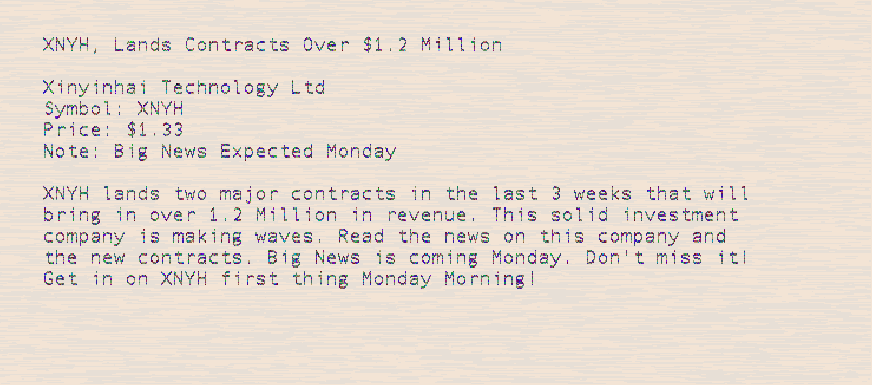 XNYH, Lands Contracts Over $1.2 Million
Xinyinhai Technology Ltd
Symbol: XNYH
Price: $1.33
Note: Big News Expected Monday
XNYH lands two major contracts in the last 3 weeks that will
bring in over 1.2 Million in revenue. This solid investment
company is making waves. Read the news on this company and
the new contracts. Big News is coming Monday. Don't miss it!
Get in on XNYH first thing Monday Morning!